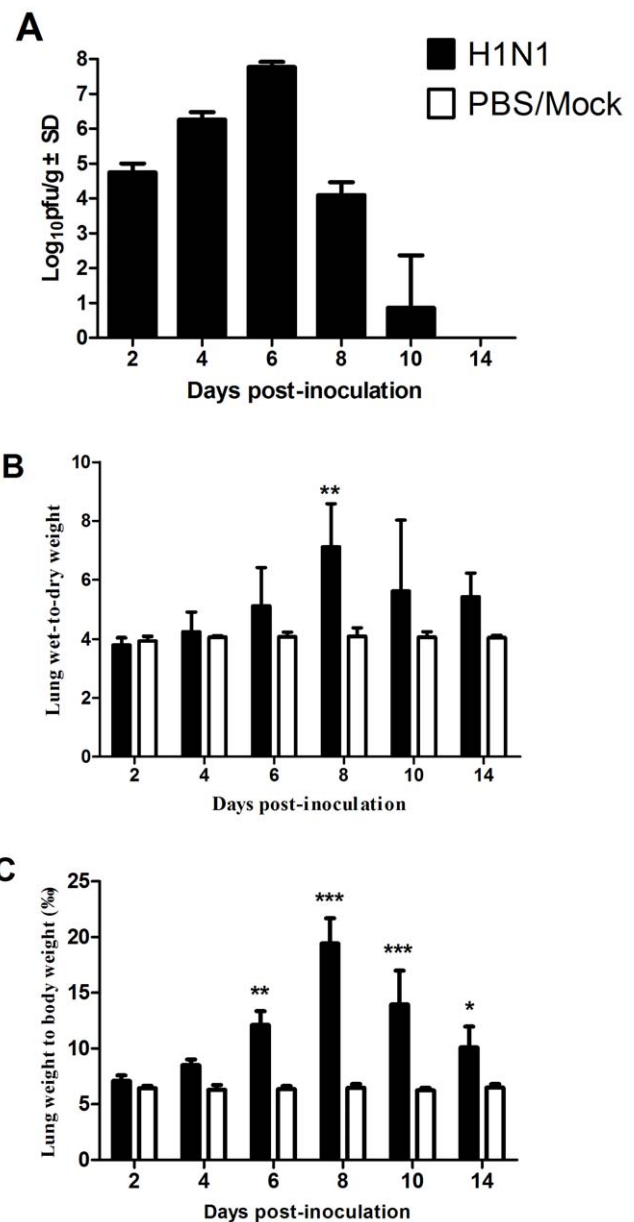 A
H1N1
PBS/Mock
Log10pfu/g ± SD
8
7
6
5
4
3
2
1
0
2 4 6 8 10 14
Days post-inoculation
B
Lung wet-to-dry weight
10
8
6
4
2
0
**
2 4 6 8 10 14
Days post-inoculation
C
Lung weight to body weight (‰)
25
20
15
10
5
0
**
***
***
*
2 4 6 8 10 14
Days post-inoculation